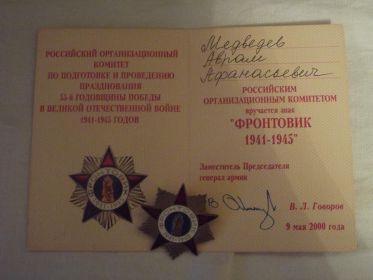 РОССИЙСКИЙ ОРГАНИЗАЦИОННЫЙ
КОМИТЕТ
ПО ПОДГОТОВКЕ И ПРОВЕДЕНИЮ
ПРАЗДНОВАНИЯ
55-й ГОДОВЩИНЫ ПОБЕДЫ
В ВЕЛИКОЙ ОТЕЧЕСТВЕННОЙ ВОЙНЕ
1941-1945 ГОДОВ
Медведев
Аврам
Афанасьевич
РОССИЙСКИМ
ОРГАНИЗАЦИОННЫМ КОМИТЕТОМ
вручается знак
"ФРОНТОВИК
1941-1945"
Заместитель Председателя
генерал армии
В. Л. Говоров
9 мая 2000 года